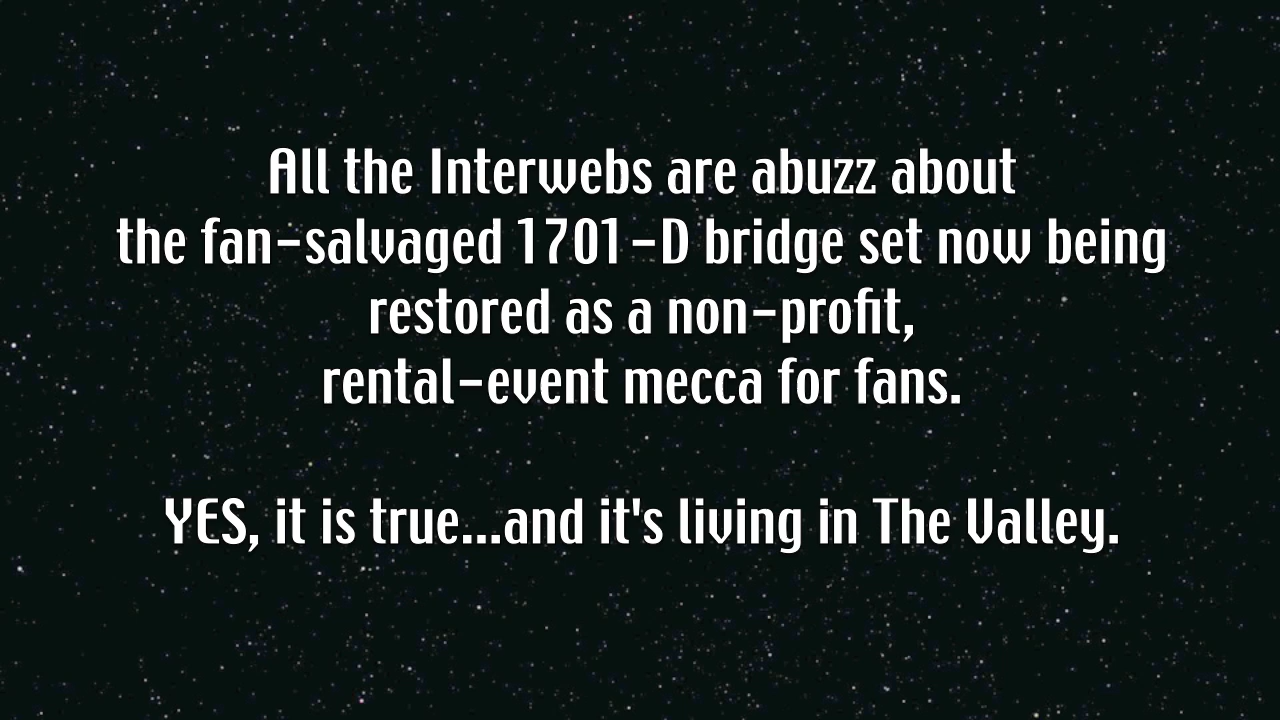 All the Interwebs are abuzz about
the fan-salvaged 1701-D bridge set now being
restored as a non-profit,
rental-event mecca for fans.
YES, it is true...and it's living in The Valley.